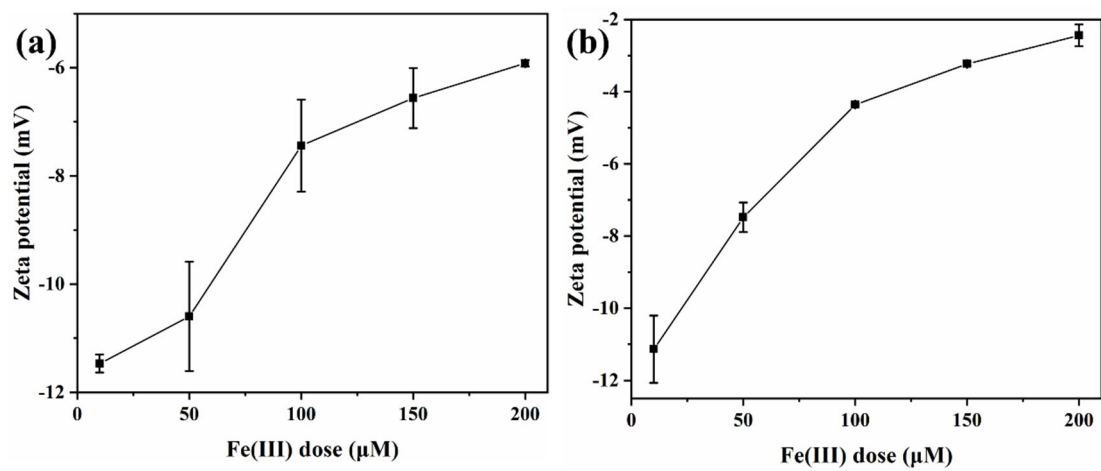 (a)
Zeta potential (mV)
-6
-8
-10
-12
0 50 100 150 200
Fe(III) dose (μM)
(b)
Zeta potential (mV)
-2
-4
-6
-8
-10
-12
0 50 100 150 200
Fe(III) dose (μM)